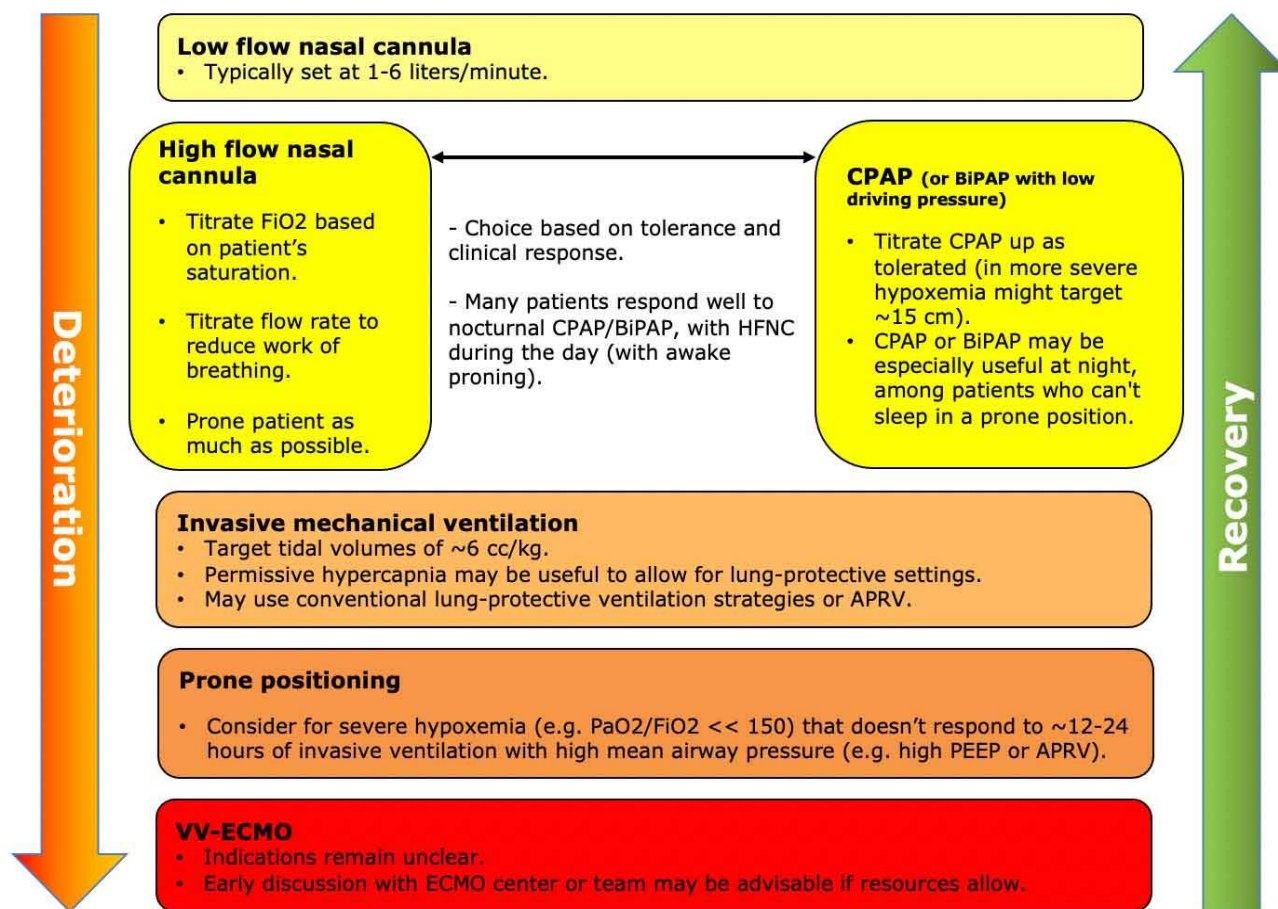 Deterioration
Low flow nasal cannula
• Typically set at 1-6 liters/minute.
High flow nasal
cannula
• Titrate FiO2 based
on patient’s
saturation.
• Titrate flow rate to
reduce work of
breathing.
• Prone patient as
much as possible.
- Choice based on tolerance and
clinical response.
- Many patients respond well to
nocturnal CPAP/BiPAP, with HFNC
during the day (with awake
proning).
CPAP (or BiPAP with low
driving pressure)
• Titrate CPAP up as
tolerated (in more severe
hypoxemia might target
~15 cm).
• CPAP or BiPAP may be
especially useful at night,
among patients who can't
sleep in a prone position.
Invasive mechanical ventilation
• Target tidal volumes of ~6 cc/kg.
• Permissive hypercapnia may be useful to allow for lung-protective settings.
• May use conventional lung-protective ventilation strategies or APRV.
Prone positioning
• Consider for severe hypoxemia (e.g. PaO2/FiO2 << 150) that doesn’t respond to ~12-24
hours of invasive ventilation with high mean airway pressure (e.g. high PEEP or APRV).
VV-ECMO
• Indications remain unclear.
• Early discussion with ECMO center or team may be advisable if resources allow.
Recovery